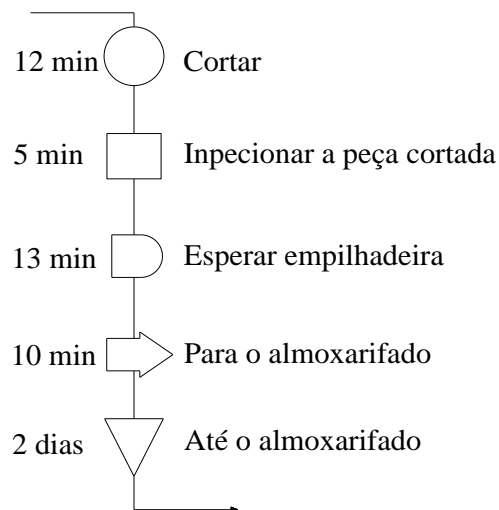 12 min Cortar
5 min Inpecionar a peça cortada
13 min Esperar empilhadeira
10 min Para o almoxarifado
2 dias Até o almoxarifado